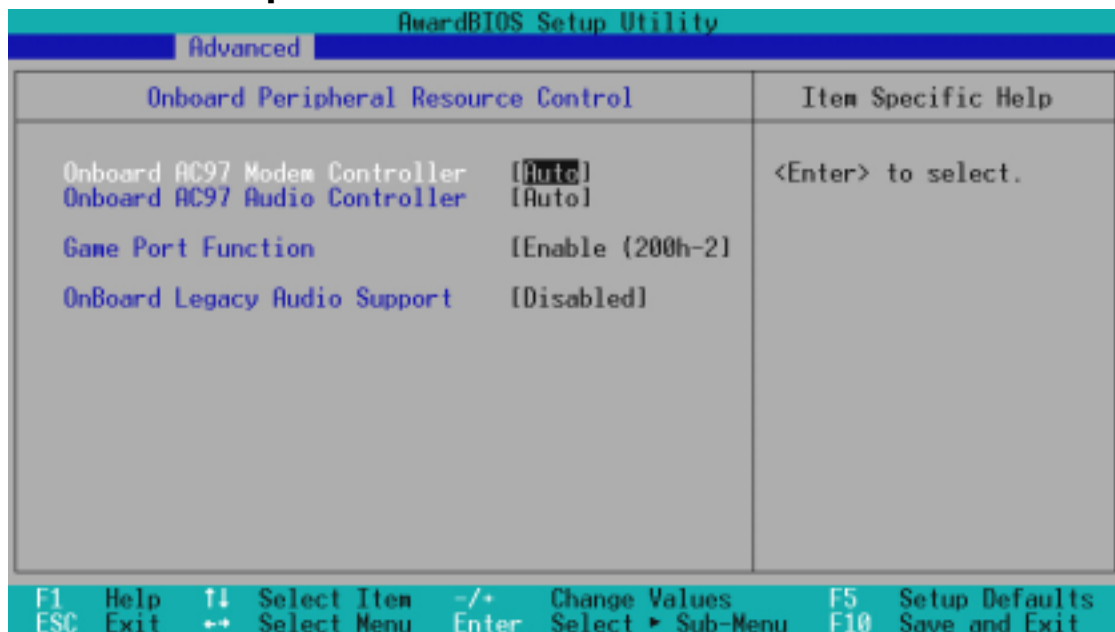 AwardBIOS Setup Utility
Advanced
Onboard Peripheral Resource Control
Item Specific Help
Onboard AC97 Modem Controller [Auto]
<Enter> to select.
Onboard AC97 Audio Controller [Auto]
Game Port Function [Enable (200h-2]
OnBoard Legacy Audio Support [Disabled]
F1 Help ↑↓ Select Item -/+ Change Values F5 Setup Defaults
ESC Exit ←→ Select Menu Enter Select ► Sub-Menu F10 Save and Exit